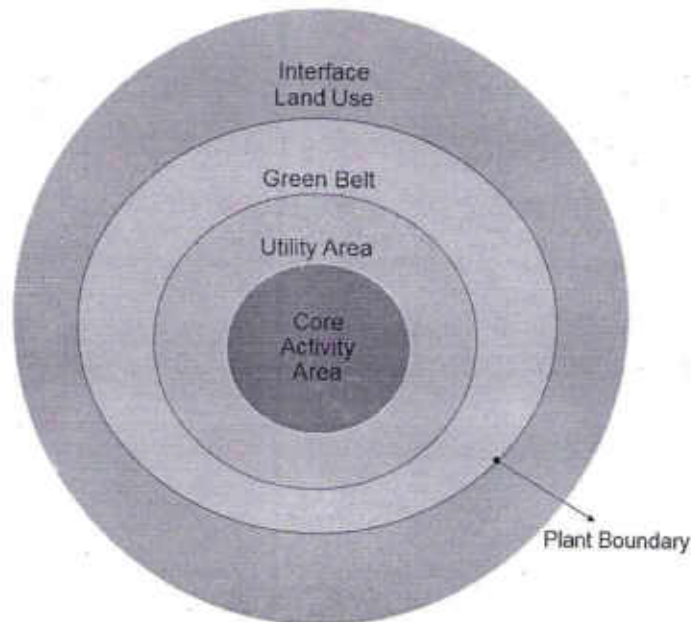 Interface
Land Use
Green Belt
Utility Area
Core
Activity
Area
Plant Boundary